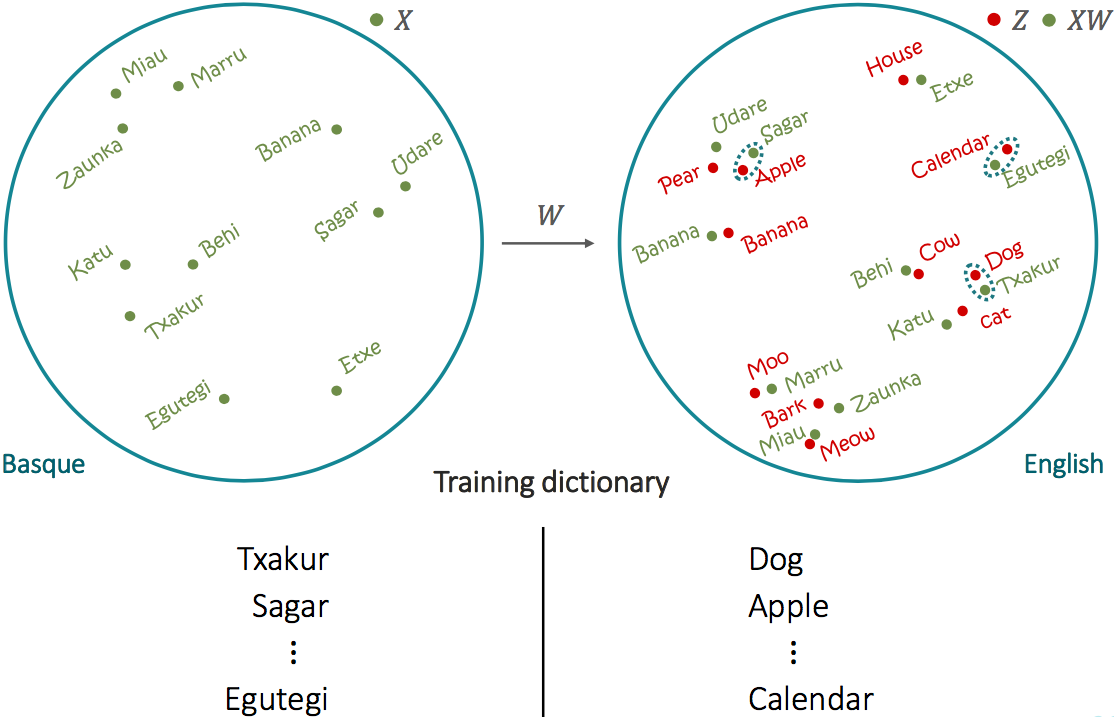 X
Miau
Marru
Zaunka
Banana
Udare
Sagar
Katu
Behi
Txakur
Etxe
Egutegi
Basque
W
Z XW
House
Etxe
Udare
Sagar
Pear
Apple
Calendar
Egutegi
Banana
Banana
Behi
Cow
Dog
Txakur
Katu
cat
Moo
Marru
Bark
Zaunka
Miau
Meow
English
Training dictionary
Txakur Dog
Sagar Apple
⋮ ⋮
Egutegi Calendar